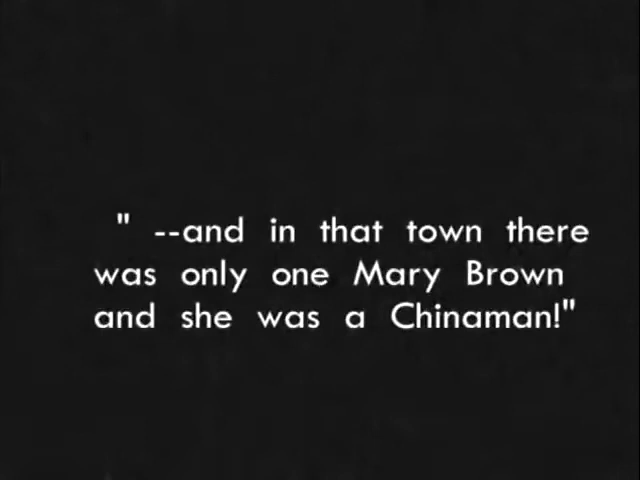 " --and in that town there
was only one Mary Brown
and she was a Chinaman!"